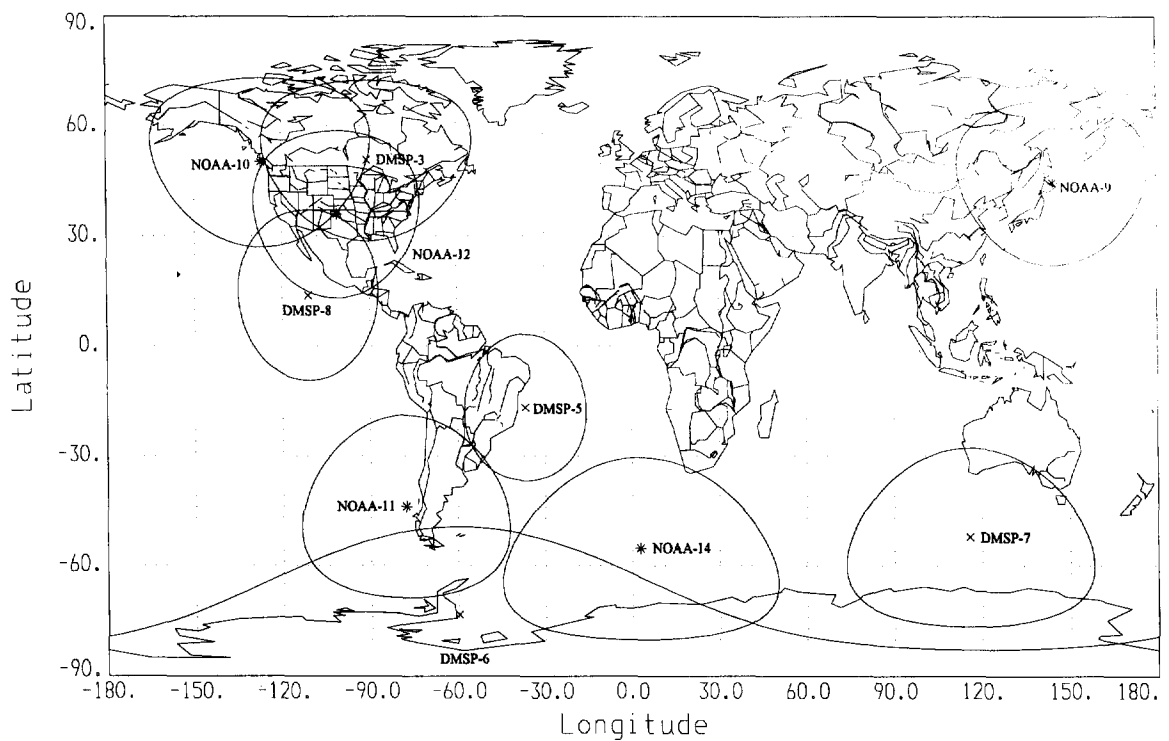 90.
60.
NOAA-10
DMSP-3
NOAA-9
30.
NOAA-12
DMSP-8
0.
DMSP-5
-30.
NOAA-11
NOAA-14
DMSP-7
-60.
DMSP-6
-90.
-180. -150. -120. -90.0 -60.0 -30.0 0.0 30.0 60.0 90.0 120. 150. 180.
Longitude
Latitude